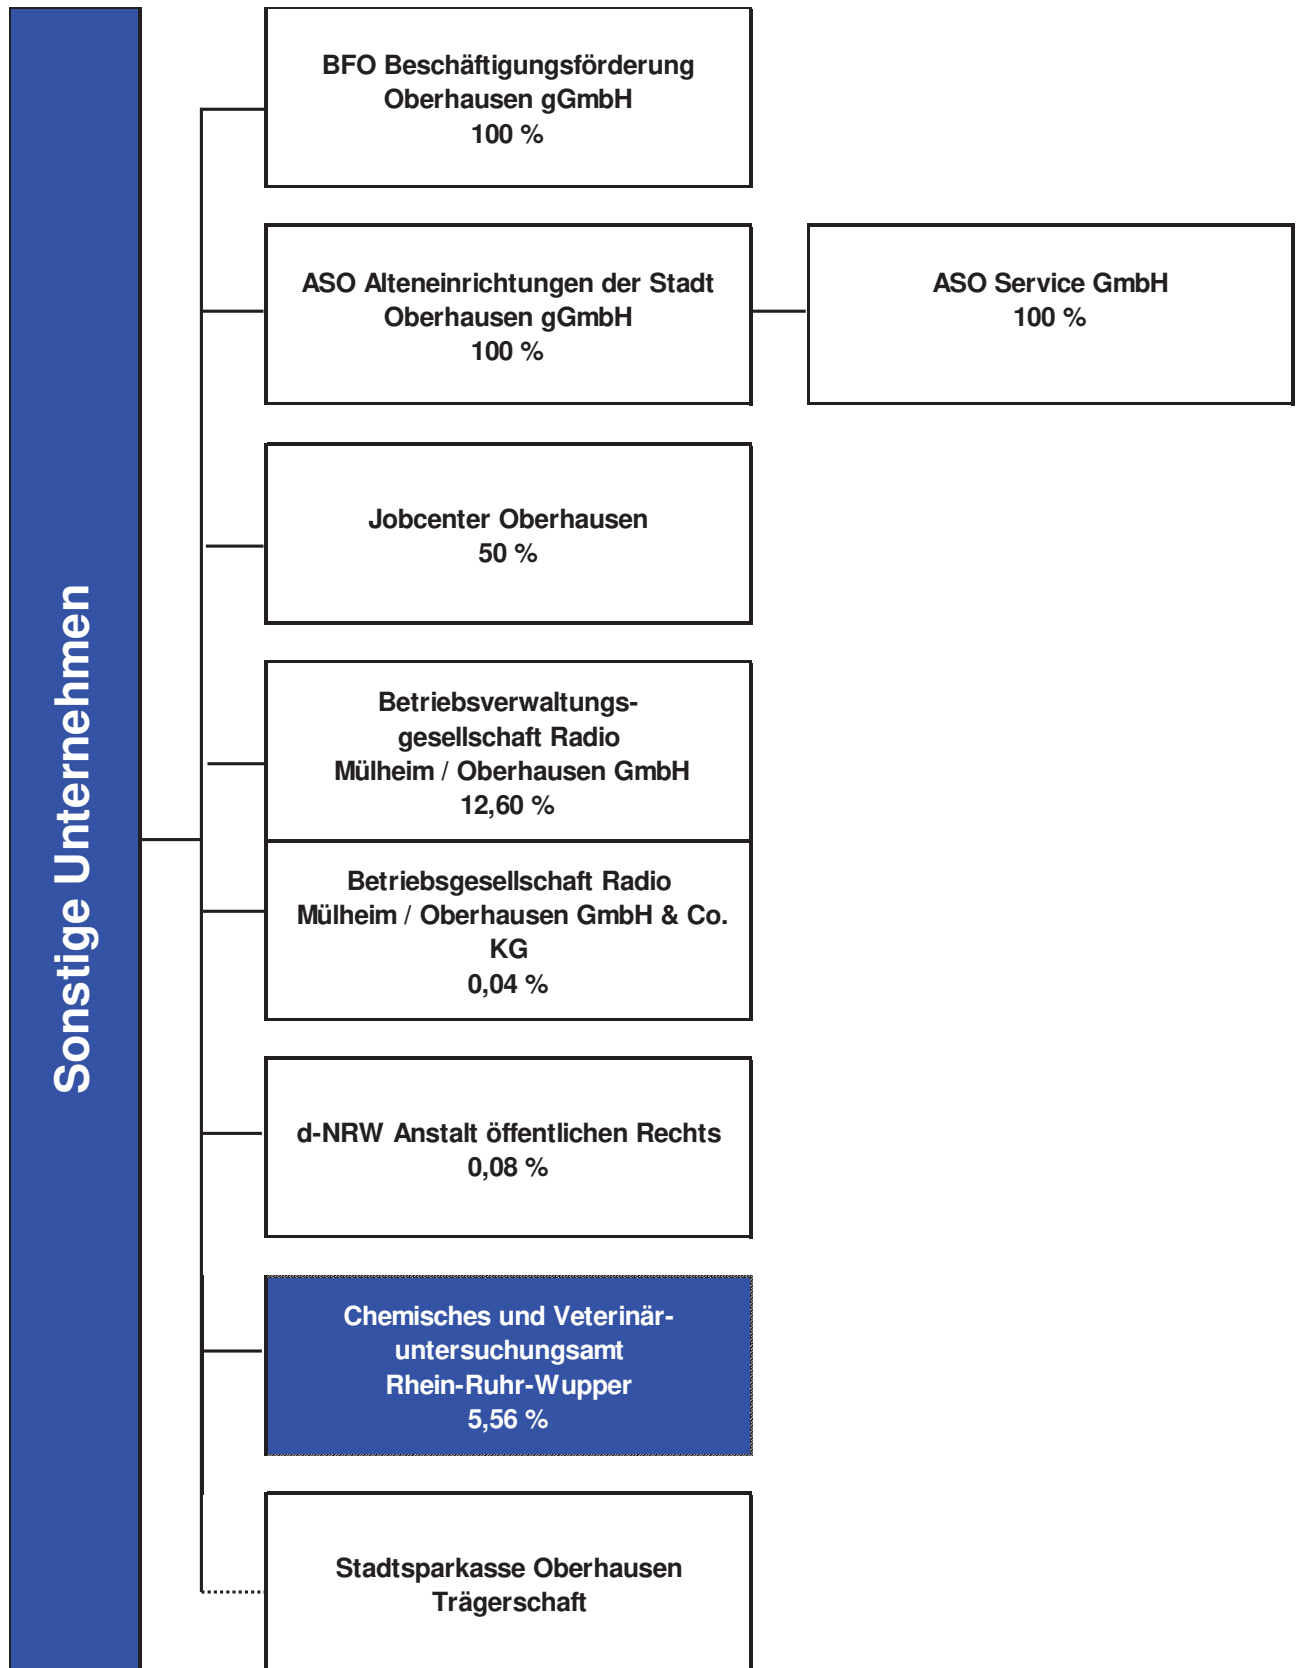 Sonstige Unternehmen
BFO Beschäftigungsförderung
Oberhausen gGmbH
100 %
ASO Alteneinrichtungen der Stadt
Oberhausen gGmbH
100 %
ASO Service GmbH
100 %
Jobcenter Oberhausen
50 %
Betriebsverwaltungs-
gesellschaft Radio
Mülheim / Oberhausen GmbH
12,60 %
Betriebsgesellschaft Radio
Mülheim / Oberhausen GmbH & Co.
KG
0,04 %
d-NRW Anstalt öffentlichen Rechts
0,08 %
Chemisches und Veterinär-
untersuchungsamt
Rhein-Ruhr-Wupper
5,56 %
Stadtsparkasse Oberhausen
Trägerschaft